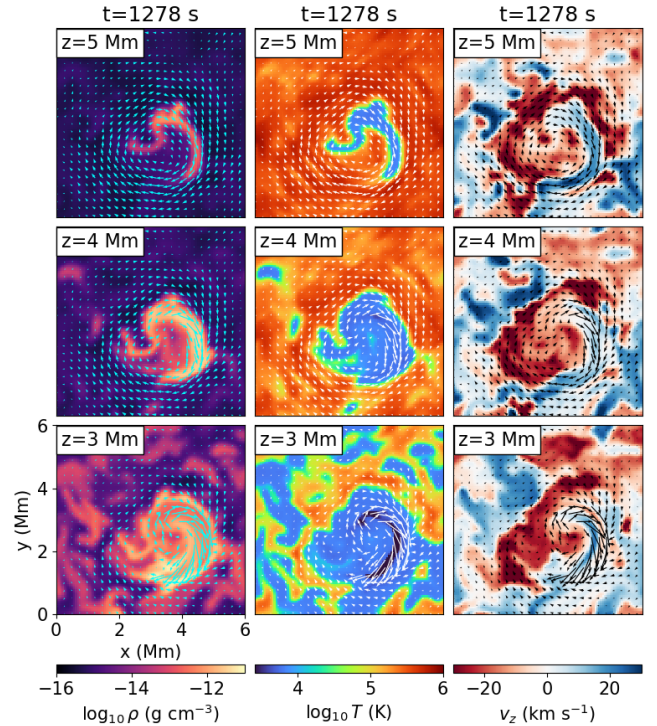 t=1278 s t=1278 s t=1278 s
z=5 Mm z=5 Mm z=5 Mm
z=4 Mm z=4 Mm z=4 Mm
6 z=3 Mm z=3 Mm z=3 Mm
4
y (Mm)
2
0
0 2 4 6
x (Mm)
−16 −14 −12 4 5 6 −20 0 20
log₁₀ ρ (g cm⁻³) log₁₀ T (K) v_z (km s⁻¹)